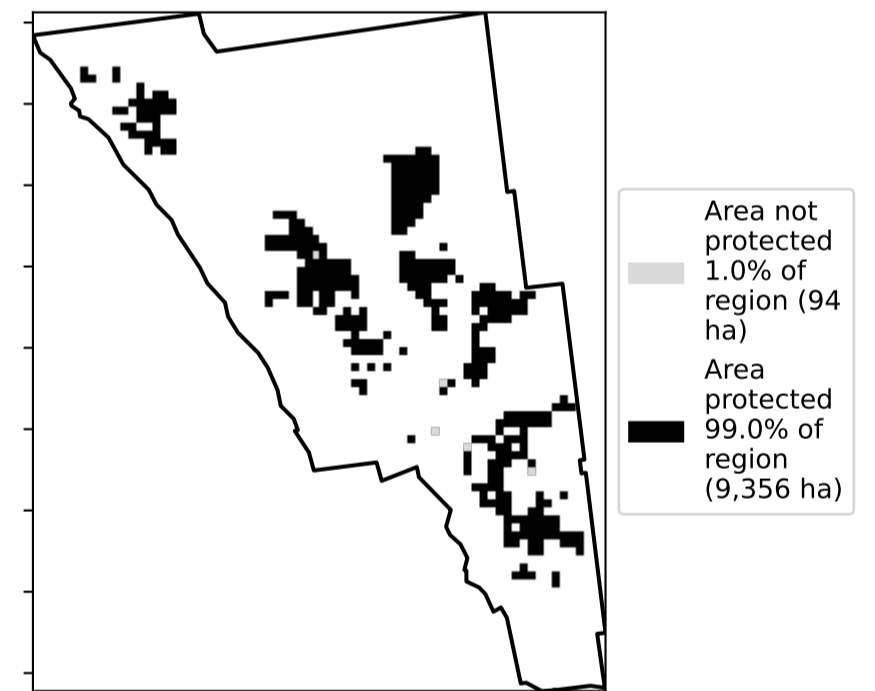 Area not
protected
1.0% of
region (94
ha)
Area
protected
99.0% of
region
(9,356 ha)